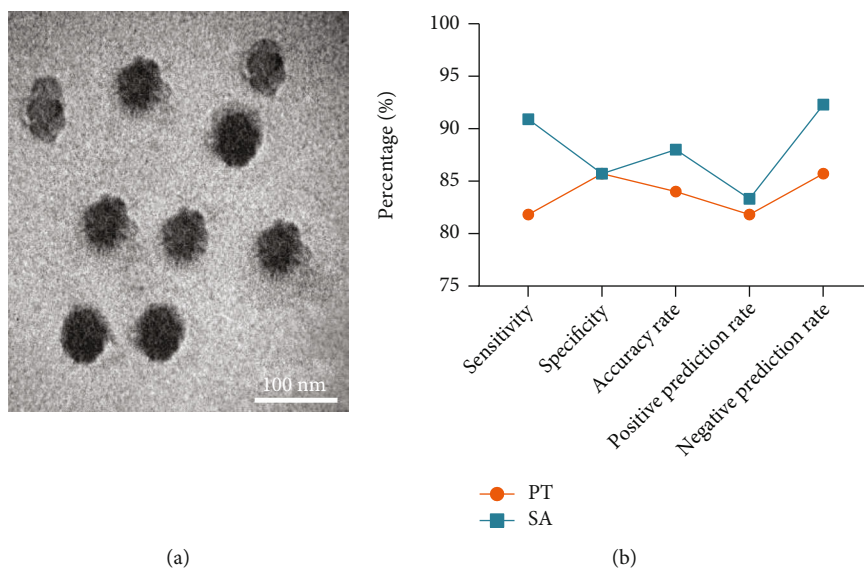 100 nm
(a)
Percentage (%)
100
95
90
85
80
75
Sensitivity
Specificity
Accuracy rate
Positive prediction rate
Negative prediction rate
PT
SA
(b)